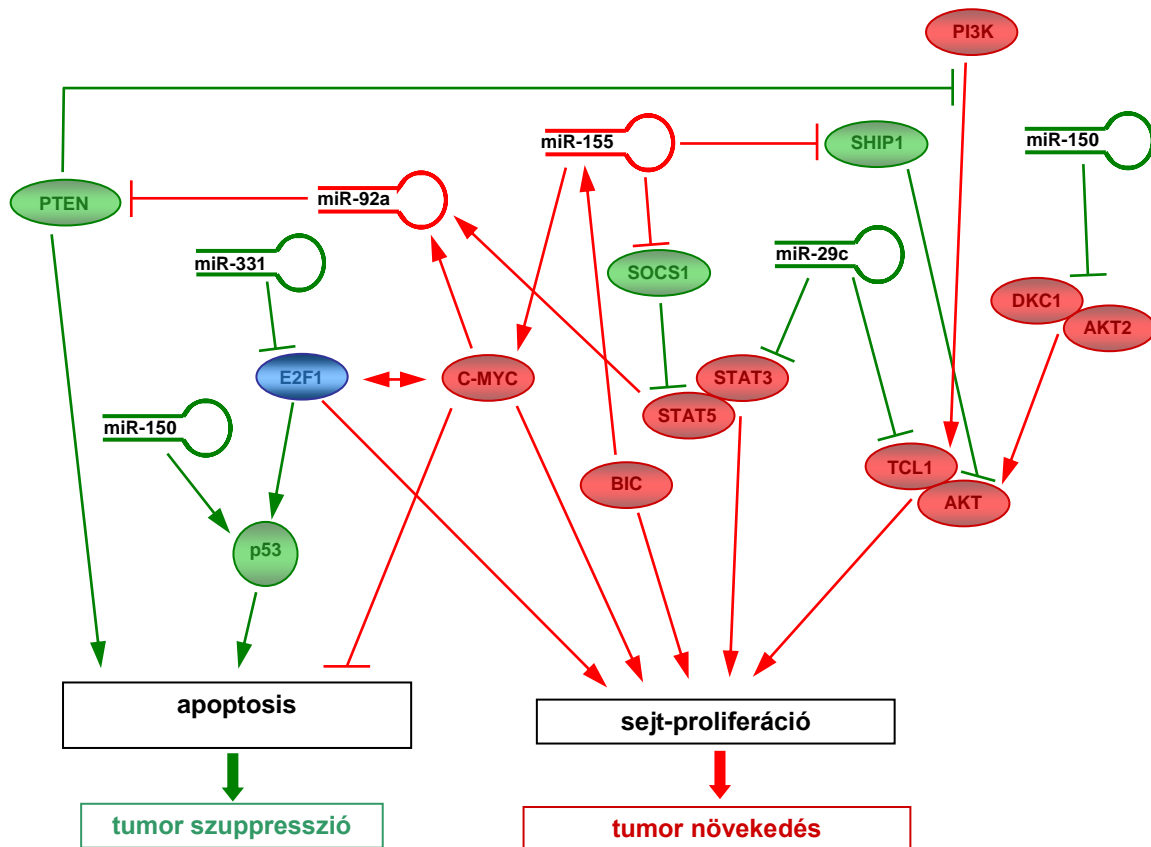 PI3K
miR-155
SHIP1
miR-150
PTEN
miR-92a
miR-331
SOCS1
miR-29c
DKC1
AKT2
E2F1
C-MYC
STAT3
STAT5
miR-150
TCL1
BIC
AKT
p53
apoptosis
sejt-proliferáció
tumor szuppresszió
tumor növekedés